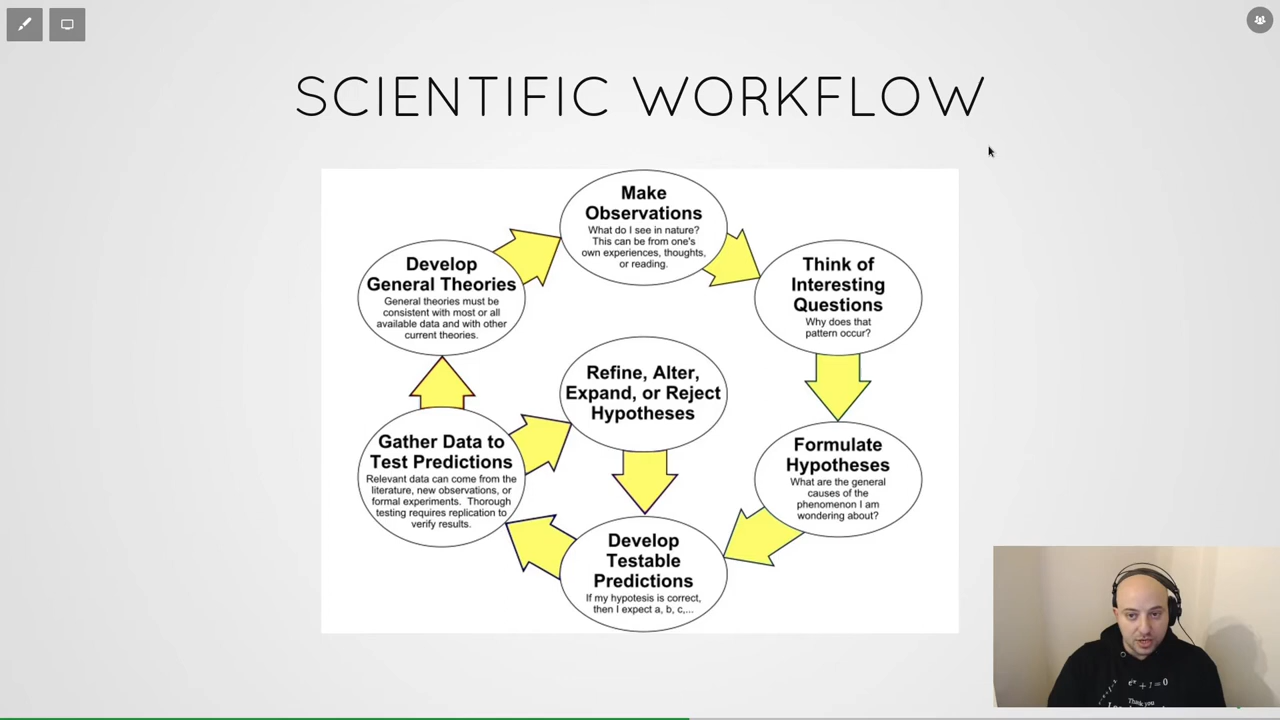 SCIENTIFIC WORKFLOW
Make
Observations
What do I see in nature?
This can be from one's
own experiences, thoughts,
or reading.
Think of
Interesting
Questions
Why does that
pattern occur?
Formulate
Hypotheses
What are the general
causes of the
phenomenon I am
wondering about?
Develop
Testable
Predictions
If my hypotesis is correct,
then I expect a, b, c,...
Gather Data to
Test Predictions
Relevant data can come from the
literature, new observations, or
formal experiments. Thorough
testing requires replication to
verify results.
Refine, Alter,
Expand, or Reject
Hypotheses
Develop
General Theories
General theories must be
consistent with most or all
available data and with other
current theories.
+ 1 = 0
Thank you